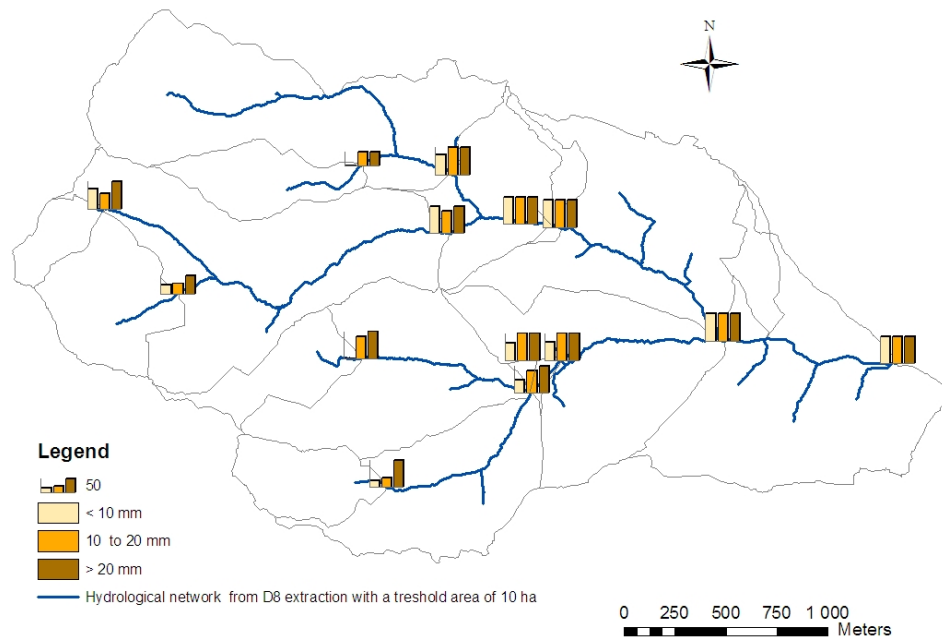 N
Legend
50
< 10 mm
10 to 20 mm
> 20 mm
Hydrological network from D8 extraction with a treshold area of 10 ha
0 250 500 750 1 000
Meters